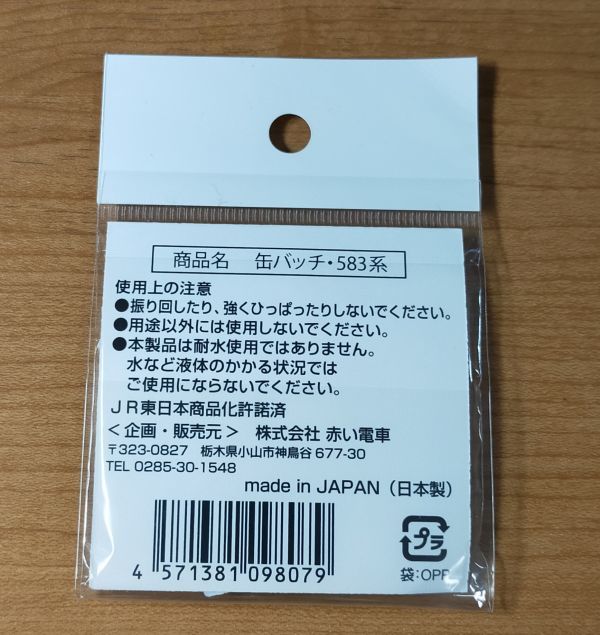 商品名 缶バッチ・583系
使用上の注意
●振り回したり、強くひっぱったりしないでください。
●用途以外には使用しないでください。
●本製品は耐水使用ではありません。
水など液体のかかる状況では
ご使用にならないでください。
JR東日本商品化許諾済
<企画・販売元> 株式会社 赤い電車
〒323-0827 栃木県小山市神鳥谷 677-30
TEL 0285-30-1548
made in JAPAN (日本製)
4 571381 098079
プラ
袋:OPP